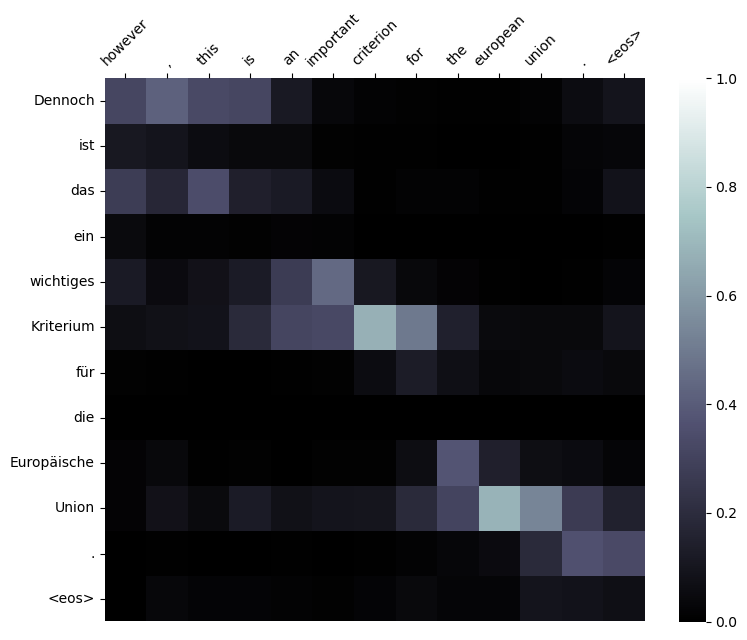 however , this is an important criterion for the european union . <eos>
Dennoch
ist
das
ein
wichtiges
Kriterium
für
die
Europäische
Union
.
<eos>
1.0
0.8
0.6
0.4
0.2
0.0